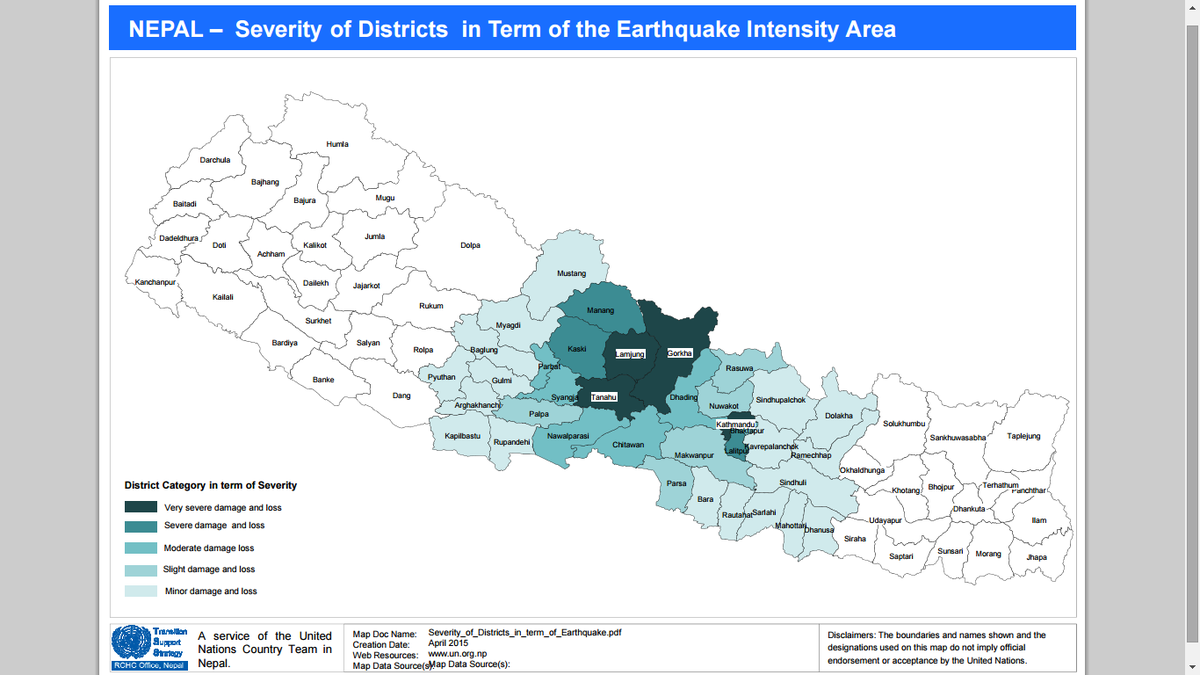 NEPAL – Severity of Districts in Term of the Earthquake Intensity Area
Humla
Darchula
Bajhang
Bajura
Mugu
Baitadi
Dadeldhura
Doti
Achham
Kalikot
Jumla
Dolpa
Kanchanpur
Kailali
Dailekh
Jajarkot
Mustang
Rukum
Manang
Surkhet
Myagdi
Bardiya
Salyan
Rolpa
Baglung
Kaski
Lamjung
Gorkha
Parbat
Rasuwa
Banke
Pyuthan
Gulmi
Dang
Syangja
Tanahu
Dhading
Arghakhanchi
Nuwakot
Sindhupalchok
Palpa
Dolakha
Kathmandu
Bhaktapur
Solukhumbu
Kapilbastu
Rupandehi
Nawalparasi
Chitawan
Lalitpur
Kavrepalanchok
Sankhuwasabha
Taplejung
Makwanpur
Ramechhap
Okhaldhunga
Parsa
Sindhuli
Khotang
Bhojpur
Terhathum
Panchthar
Bara
Rautahat
Sarlahi
Dhankuta
Mahottari
Dhanusa
Udayapur
Ilam
Siraha
Saptari
Sunsari
Morang
Jhapa
District Category in term of Severity
Very severe damage and loss
Severe damage and loss
Moderate damage loss
Slight damage and loss
Minor damage and loss
Transition
Support
Strategy
RCHC Office, Nepal
A service of the United
Nations Country Team in
Nepal.
Map Doc Name: Severity_of_Districts_in_term_of_Earthquake.pdf
Creation Date: April 2015
Web Resources: www.un.org.np
Map Data Source(s): Map Data Source(s):
Disclaimers: The boundaries and names shown and the
designations used on this map do not imply official
endorsement or acceptance by the United Nations.